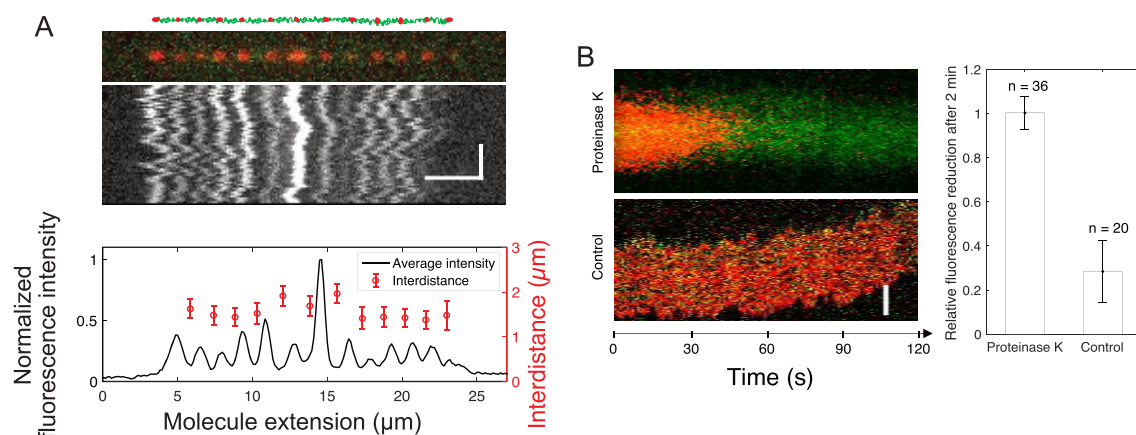 A
Normalized
fluorescence intensity
1
0.5
0
0
5
10
15
20
25
Molecule extension (µm)
3
2
1
0
Interdistance (µm)
Average intensity
Interdistance
B
Proteinase K
Control
0
30
60
90
120
Time (s)
Relative fluorescence reduction after 2 min
1.2
1
0.8
0.6
0.4
0.2
0
n = 36
n = 20
Proteinase K
Control